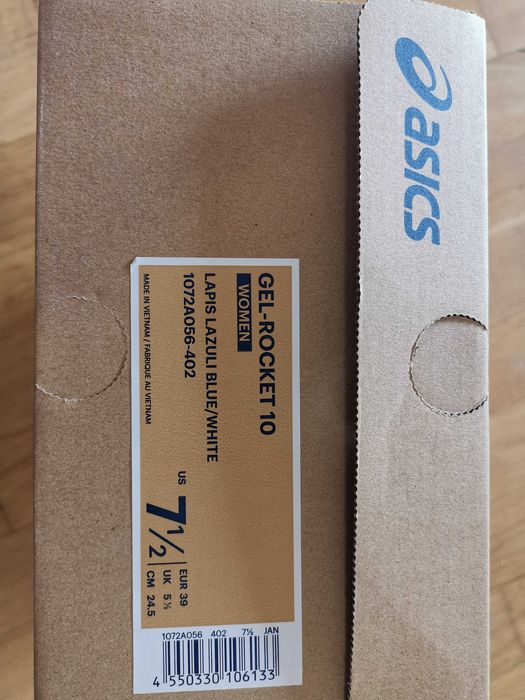 asics
GEL-ROCKET 10
WOMEN
LAPIS LAZULI BLUE/WHITE
1072A056-402
MADE IN VIETNAM / FABRIQUE AU VIETNAM
US 7½
EUR 39
UK 5½
CM 24.5
1072A056 402 7½ JAN
4 550330 106133